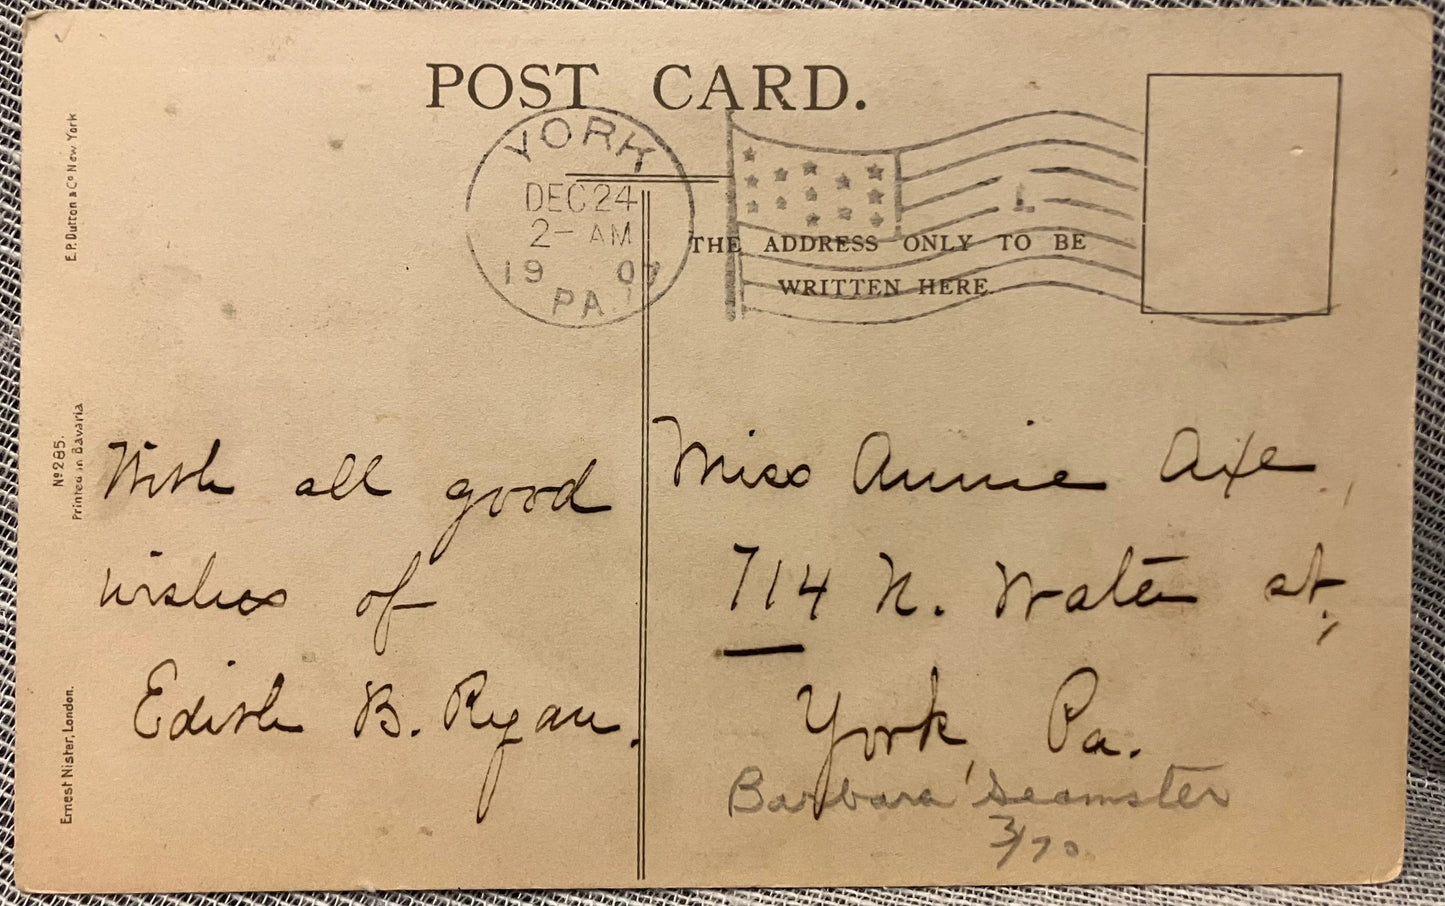 POST CARD.
YORK
DEC 24
2- AM
19 07
PA
THE ADDRESS ONLY TO BE
WRITTEN HERE
E.P. Dutton & Co New York
No 285.
Printed in Bavaria
Ernest Nister, London.
With all good
wishes of
Edith B. Ryan.
Miss Annie Axe,
714 N. Water st.,
York, Pa.
Barbara Seamster
3/70